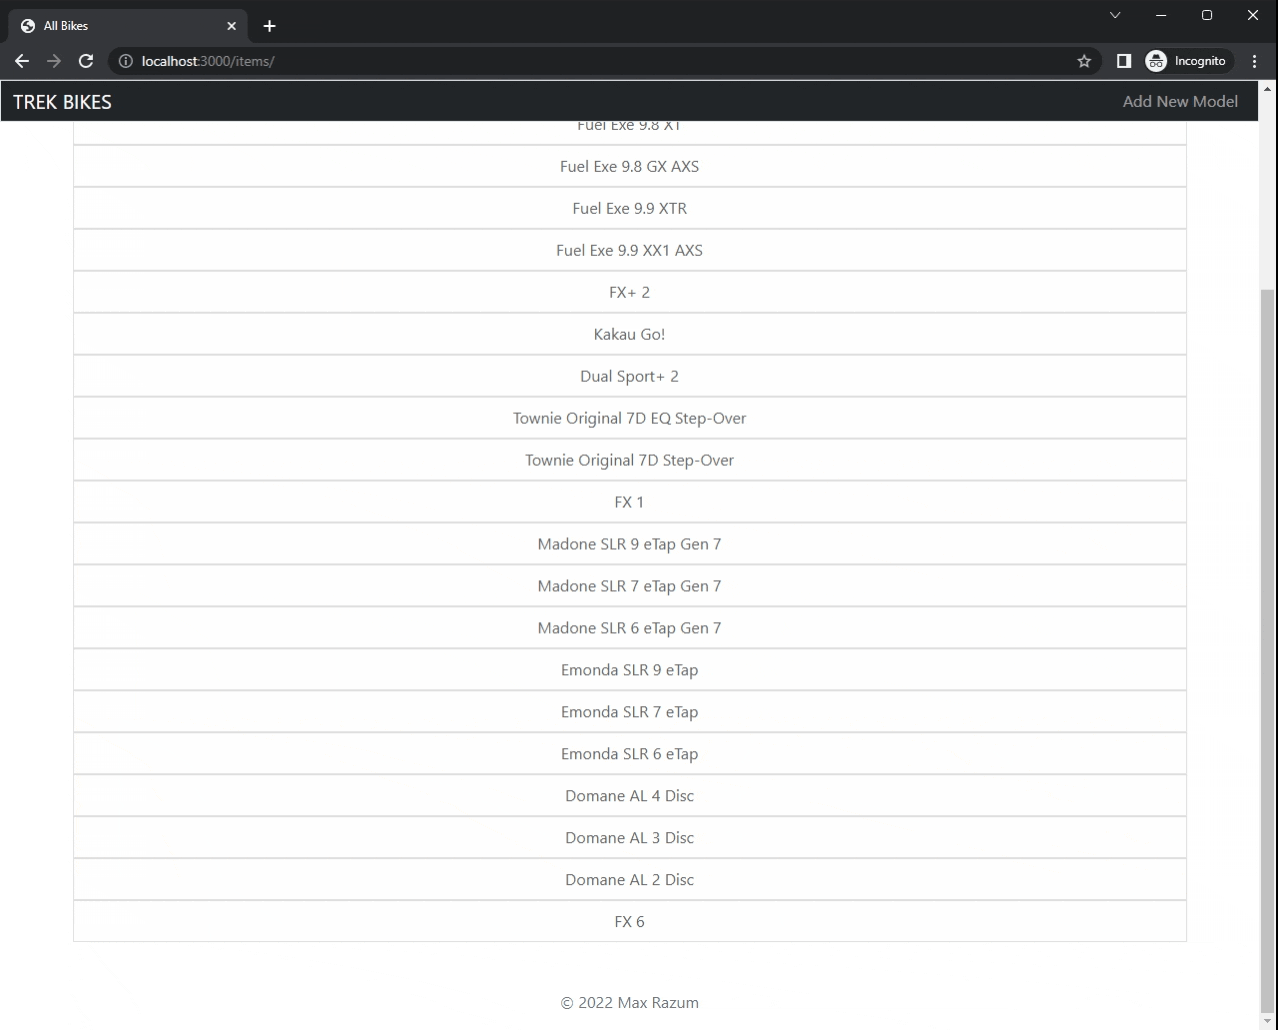 All Bikes
localhost:3000/items/
Incognito
TREK BIKES
Add New Model
Fuel Exe 9.8 XT
Fuel Exe 9.8 GX AXS
Fuel Exe 9.9 XTR
Fuel Exe 9.9 XX1 AXS
FX+ 2
Kakau Go!
Dual Sport+ 2
Townie Original 7D EQ Step-Over
Townie Original 7D Step-Over
FX 1
Madone SLR 9 eTap Gen 7
Madone SLR 7 eTap Gen 7
Madone SLR 6 eTap Gen 7
Emonda SLR 9 eTap
Emonda SLR 7 eTap
Emonda SLR 6 eTap
Domane AL 4 Disc
Domane AL 3 Disc
Domane AL 2 Disc
FX 6
© 2022 Max Razum